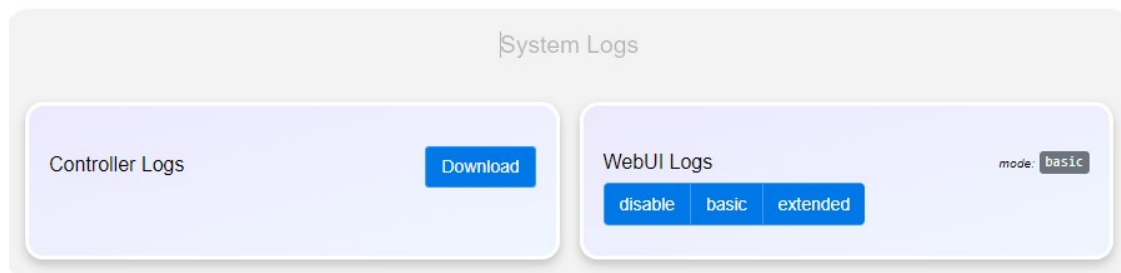 System Logs
Controller Logs
Download
WebUI Logs
mode: basic
disable basic extended